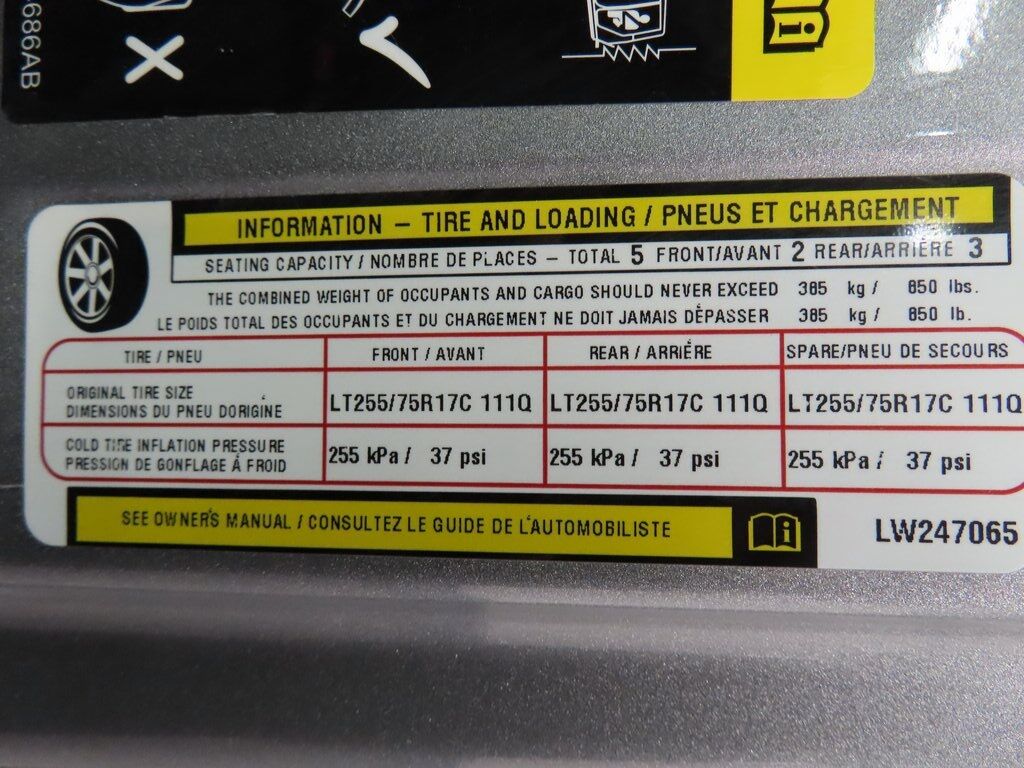 686AB
INFORMATION – TIRE AND LOADING / PNEUS ET CHARGEMENT
SEATING CAPACITY / NOMBRE DE PLACES – TOTAL 5 FRONT/AVANT 2 REAR/ARRIÈRE 3
THE COMBINED WEIGHT OF OCCUPANTS AND CARGO SHOULD NEVER EXCEED 385 kg / 850 lbs.
LE POIDS TOTAL DES OCCUPANTS ET DU CHARGEMENT NE DOIT JAMAIS DÉPASSER 385 kg / 850 lb.
TIRE / PNEU FRONT / AVANT REAR / ARRIÉRE SPARE/PNEU DE SECOURS
ORIGINAL TIRE SIZE
DIMENSIONS DU PNEU DORIGINE
LT255/75R17C 111Q LT255/75R17C 111Q LT255/75R17C 111Q
COLD TIRE INFLATION PRESSURE
PRESSION DE GONFLAGE À FROID
255 kPa / 37 psi 255 kPa / 37 psi 255 kPa / 37 psi
SEE OWNER'S MANUAL / CONSULTEZ LE GUIDE DE L'AUTOMOBILISTE
LW247065